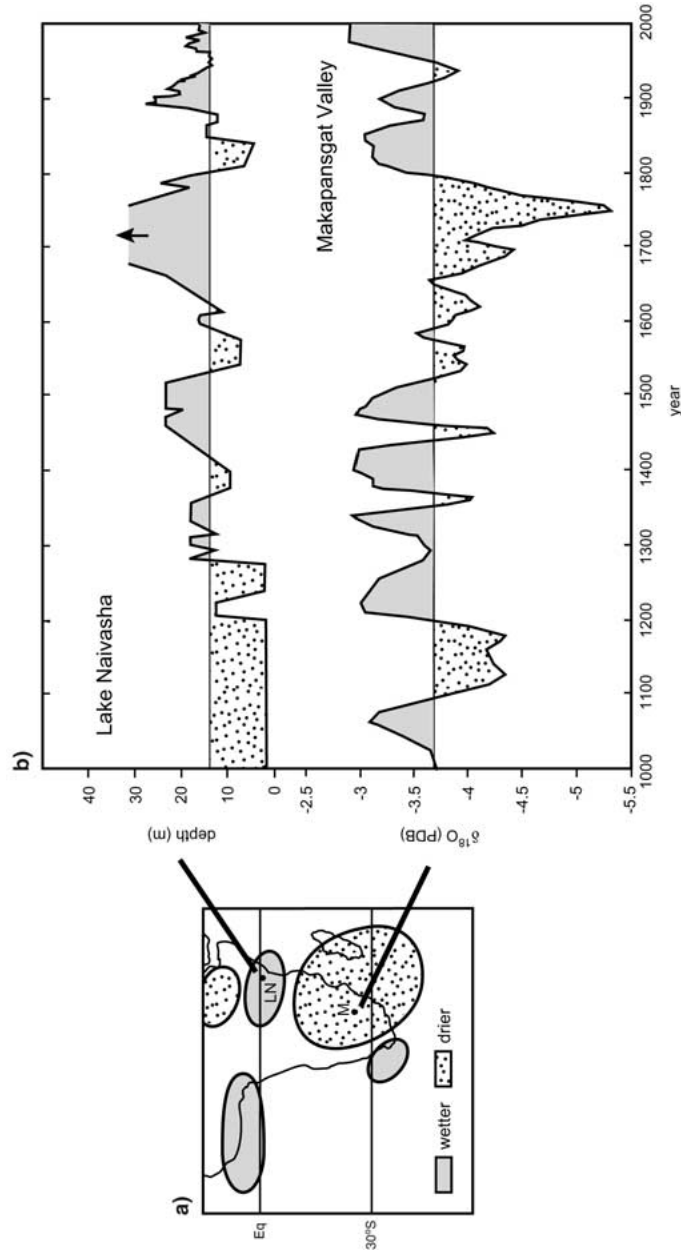 a)
Eq
30°S
LN
M
wetter
drier
b)
Lake Naivasha
depth (m)
40
30
20
10
0
Makapansgat Valley
δ¹⁸O (PDB)
-2.5
-3
-3.5
-4
-4.5
-5
-5.5
1000
1100
1200
1300
1400
1500
1600
1700
1800
1900
2000
year